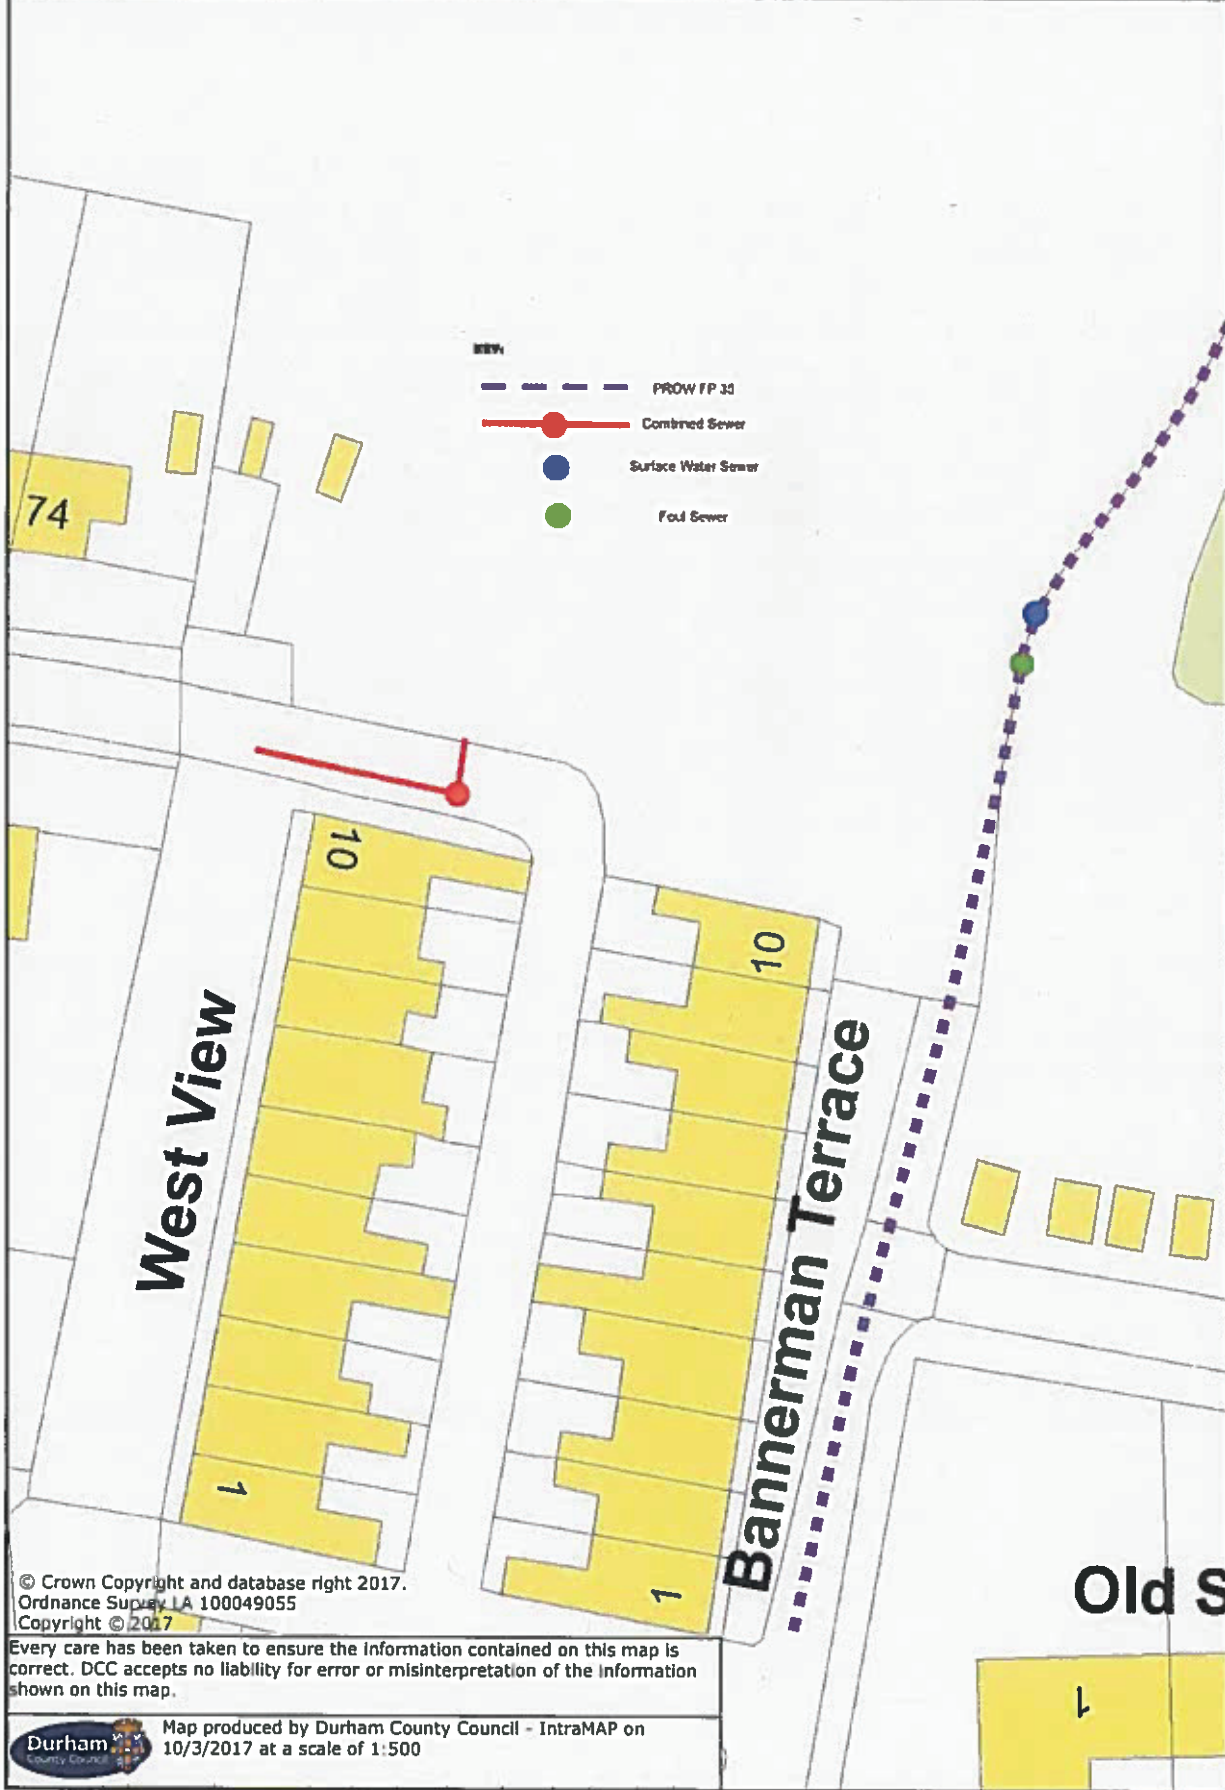 KEY:
PROW FP 35
Combined Sewer
Surface Water Sewer
Foul Sewer
74
10
10
West View
Bannerman Terrace
1
1
Old S
1
© Crown Copyright and database right 2017.
Ordnance Survey LA 100049055
Copyright © 2017
Every care has been taken to ensure the information contained on this map is
correct. DCC accepts no liability for error or misinterpretation of the information
shown on this map.
Durham
County Council
Map produced by Durham County Council - IntraMAP on
10/3/2017 at a scale of 1:500